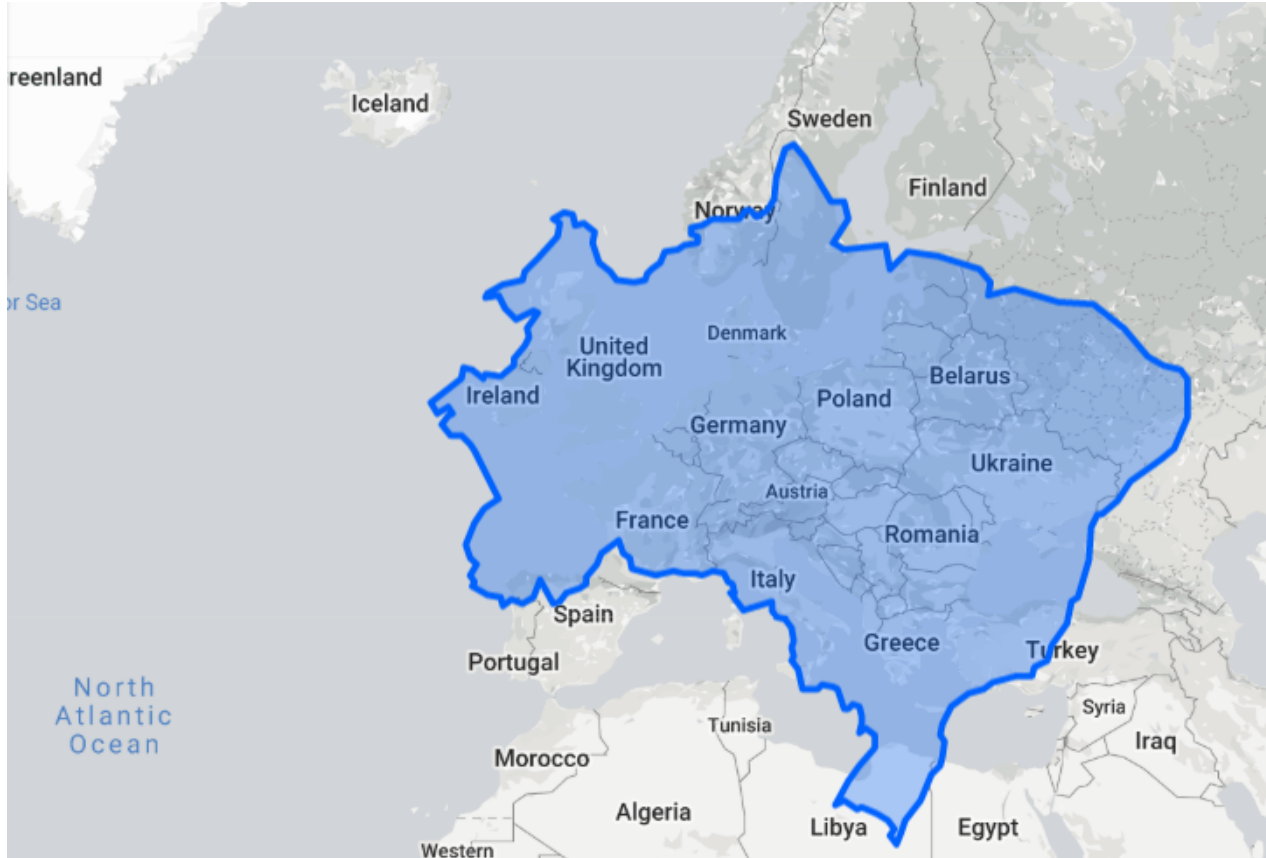 reenland
Iceland
Sweden
Finland
Norway
or Sea
Denmark
United
Kingdom
Belarus
Ireland
Poland
Germany
Ukraine
Austria
France
Romania
Italy
Spain
Greece
Turkey
Portugal
North
Atlantic
Ocean
Syria
Tunisia
Iraq
Morocco
Algeria
Libya
Egypt
Western